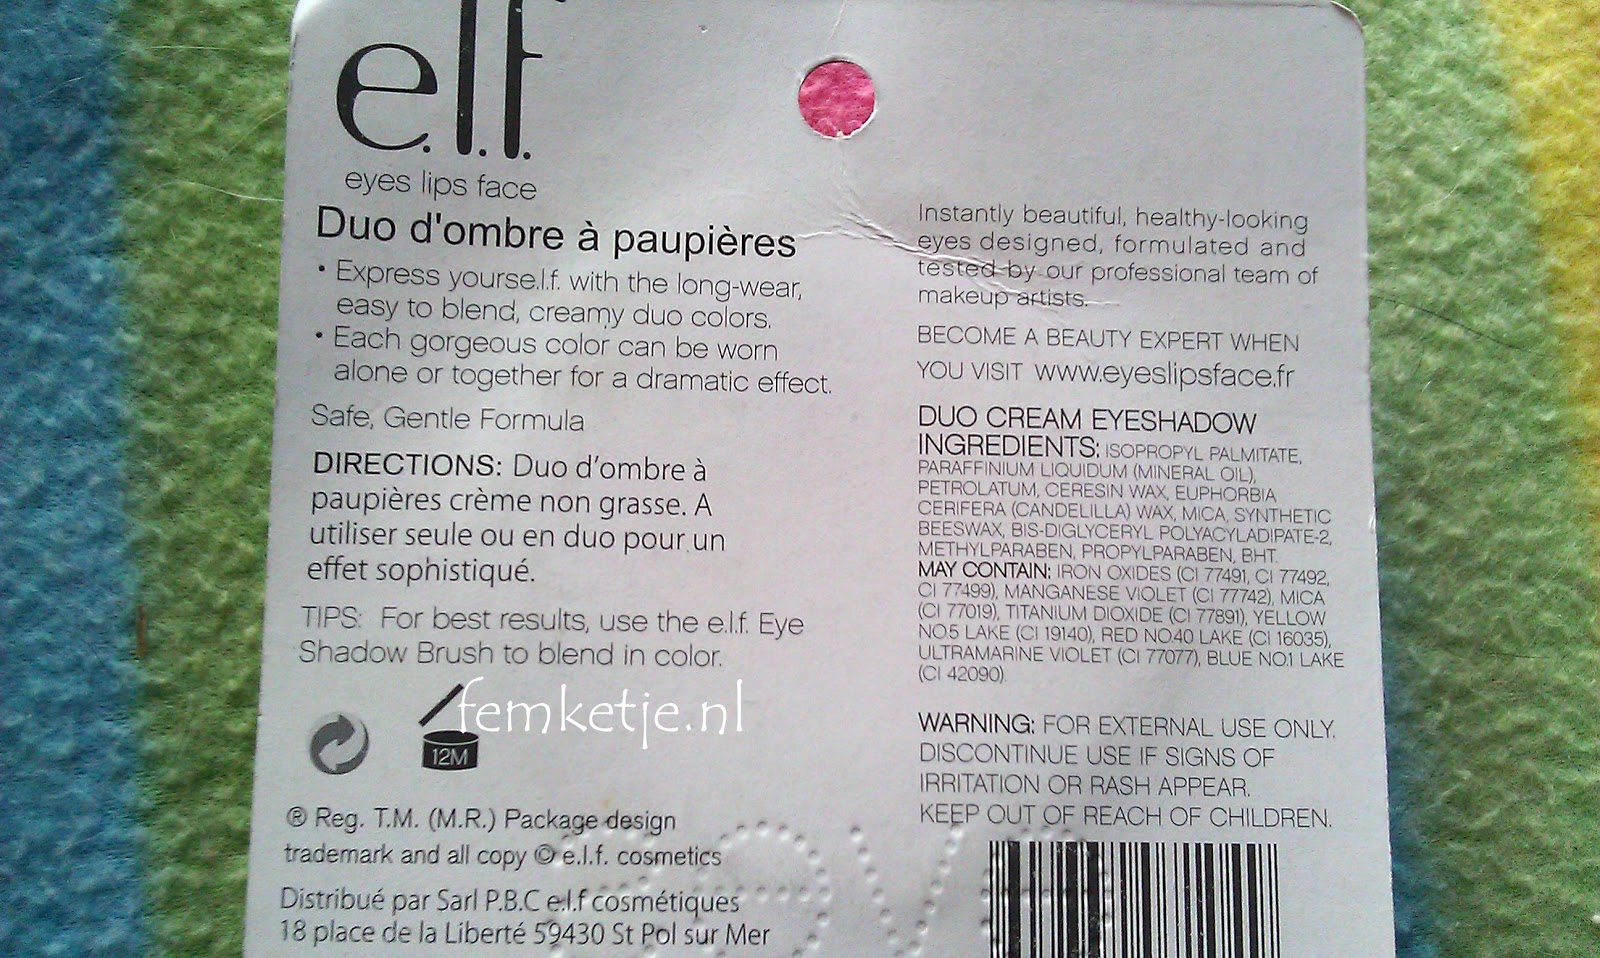 e.l.f.
eyes lips face
Duo d'ombre à paupières
• Express yourse.l.f. with the long-wear,
easy to blend, creamy duo colors.
• Each gorgeous color can be worn
alone or together for a dramatic effect.
Safe, Gentle Formula
DIRECTIONS: Duo d'ombre à
paupières crème non grasse. A
utiliser seule ou en duo pour un
effet sophistiqué.
TIPS: For best results, use the e.l.f. Eye
Shadow Brush to blend in color.
femketje.nl
12M
® Reg. T.M. (M.R.) Package design
trademark and all copy © e.l.f. cosmetics
Distribué par Sarl P.B.C e.l.f cosmétiques
18 place de la Liberté 59430 St Pol sur Mer
Instantly beautiful, healthy-looking
eyes designed, formulated and
tested by our professional team of
makeup artists.
BECOME A BEAUTY EXPERT WHEN
YOU VISIT www.eyeslipsface.fr
DUO CREAM EYESHADOW
INGREDIENTS: ISOPROPYL PALMITATE,
PARAFFINIUM LIQUIDUM (MINERAL OIL),
PETROLATUM, CERESIN WAX, EUPHORBIA
CERIFERA (CANDELILLA) WAX, MICA, SYNTHETIC
BEESWAX, BIS-DIGLYCERYL POLYACYLADIPATE-2,
METHYLPARABEN, PROPYLPARABEN, BHT.
MAY CONTAIN: IRON OXIDES (CI 77491, CI 77492,
CI 77499), MANGANESE VIOLET (CI 77742), MICA
(CI 77019), TITANIUM DIOXIDE (CI 77891), YELLOW
NO.5 LAKE (CI 19140), RED NO.40 LAKE (CI 16035),
ULTRAMARINE VIOLET (CI 77077), BLUE NO.1 LAKE
(CI 42090).
WARNING: FOR EXTERNAL USE ONLY.
DISCONTINUE USE IF SIGNS OF
IRRITATION OR RASH APPEAR.
KEEP OUT OF REACH OF CHILDREN.